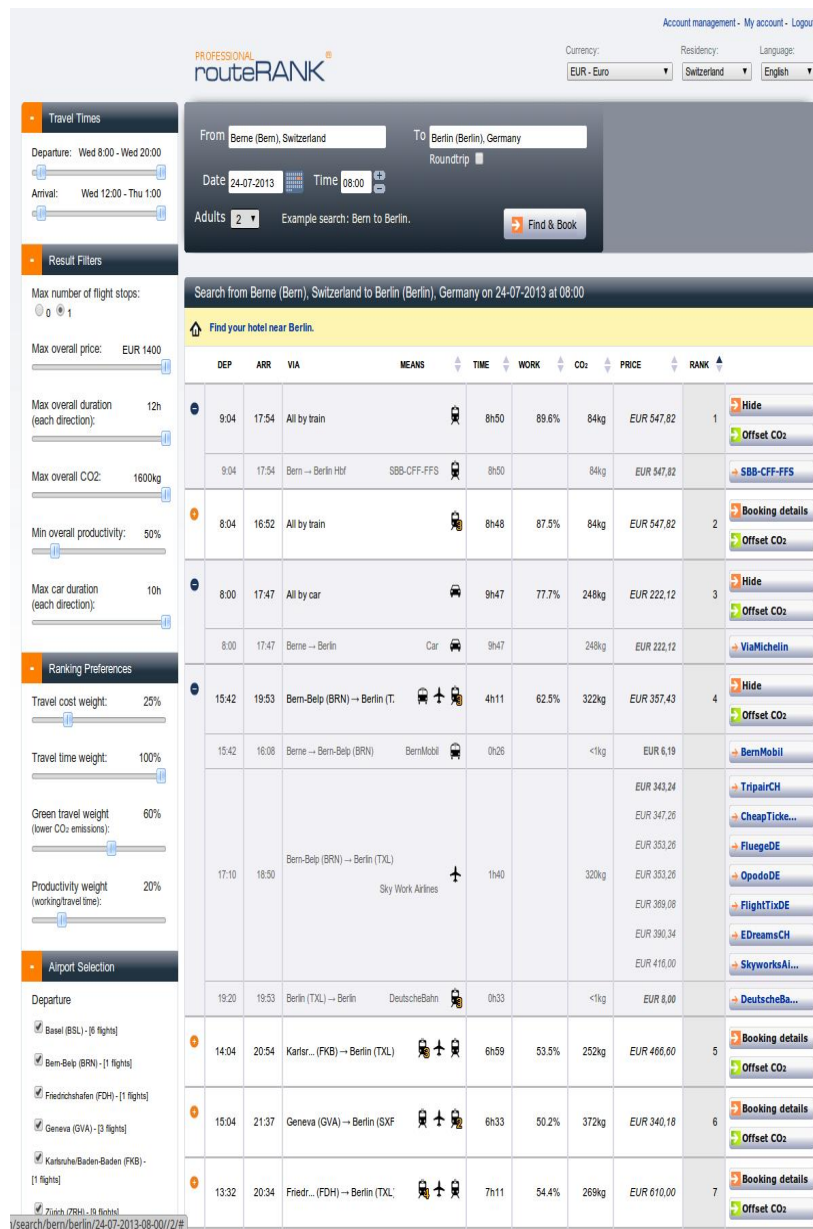 Account management - My account - Logout
PROFESSIONAL
routeRANK®
Currency: Residency: Language:
EUR - Euro Switzerland English
Travel Times
Departure: Wed 8:00 - Wed 20:00
Arrival: Wed 12:00 - Thu 1:00
Result Filters
Max number of flight stops:
0 1
Max overall price: EUR 1400
Max overall duration 12h
(each direction):
Max overall CO2: 1600kg
Min overall productivity: 50%
Max car duration 10h
(each direction):
Ranking Preferences
Travel cost weight: 25%
Travel time weight: 100%
Green travel weight 60%
(lower CO2 emissions):
Productivity weight 20%
(working/travel time):
Airport Selection
Departure
Basel (BSL) - [6 flights]
Bern-Belp (BRN) - [1 flights]
Friedrichshafen (FDH) - [1 flights]
Geneva (GVA) - [3 flights]
Karlsruhe/Baden-Baden (FKB) -
[1 flights]
Zürich (ZRH) - [9 flights]
/search/bern/berlin/24-07-2013-08-00//2/#
From Berne (Bern), Switzerland To Berlin (Berlin), Germany
Roundtrip
Date 24-07-2013 Time 08:00
Adults 2 Example search: Bern to Berlin. Find & Book
Search from Berne (Bern), Switzerland to Berlin (Berlin), Germany on 24-07-2013 at 08:00
Find your hotel near Berlin.
DEP ARR VIA MEANS TIME WORK CO2 PRICE RANK
9:04 17:54 All by train 8h50 89.6% 84kg EUR 547,82 1 Hide
Offset CO2
9:04 17:54 Bern → Berlin Hbf SBB-CFF-FFS 8h50 84kg EUR 547,82 SBB-CFF-FFS
8:04 16:52 All by train 3 8h48 87.5% 84kg EUR 547,82 2 Booking details
Offset CO2
8:00 17:47 All by car 9h47 77.7% 248kg EUR 222,12 3 Hide
Offset CO2
8:00 17:47 Berne → Berlin Car 9h47 248kg EUR 222,12 ViaMichelin
15:42 19:53 Bern-Belp (BRN) → Berlin (T. 3 4h11 62.5% 322kg EUR 357,43 4 Hide
Offset CO2
15:42 16:08 Berne → Bern-Belp (BRN) BernMobil 0h26 <1kg EUR 6,19 BernMobil
EUR 343,24 TripairCH
EUR 347,26 CheapTicke...
EUR 353,26 FluegeDE
17:10 18:50 Bern-Belp (BRN) → Berlin (TXL) Sky Work Airlines 1h40 320kg EUR 353,26 OpodoDE
EUR 369,08 FlightTixDE
EUR 390,34 EDreamsCH
EUR 416,00 SkyworksAi...
19:20 19:53 Berlin (TXL) → Berlin DeutscheBahn 3 0h33 <1kg EUR 8,00 DeutscheBa...
14:04 20:54 Karlsr... (FKB) → Berlin (TXL) 3 6h59 53.5% 252kg EUR 466,60 5 Booking details
Offset CO2
15:04 21:37 Geneva (GVA) → Berlin (SXF 2 6h33 50.2% 372kg EUR 340,18 6 Booking details
Offset CO2
13:32 20:34 Friedr... (FDH) → Berlin (TXL 4 7h11 54.4% 269kg EUR 610,00 7 Booking details
Offset CO2